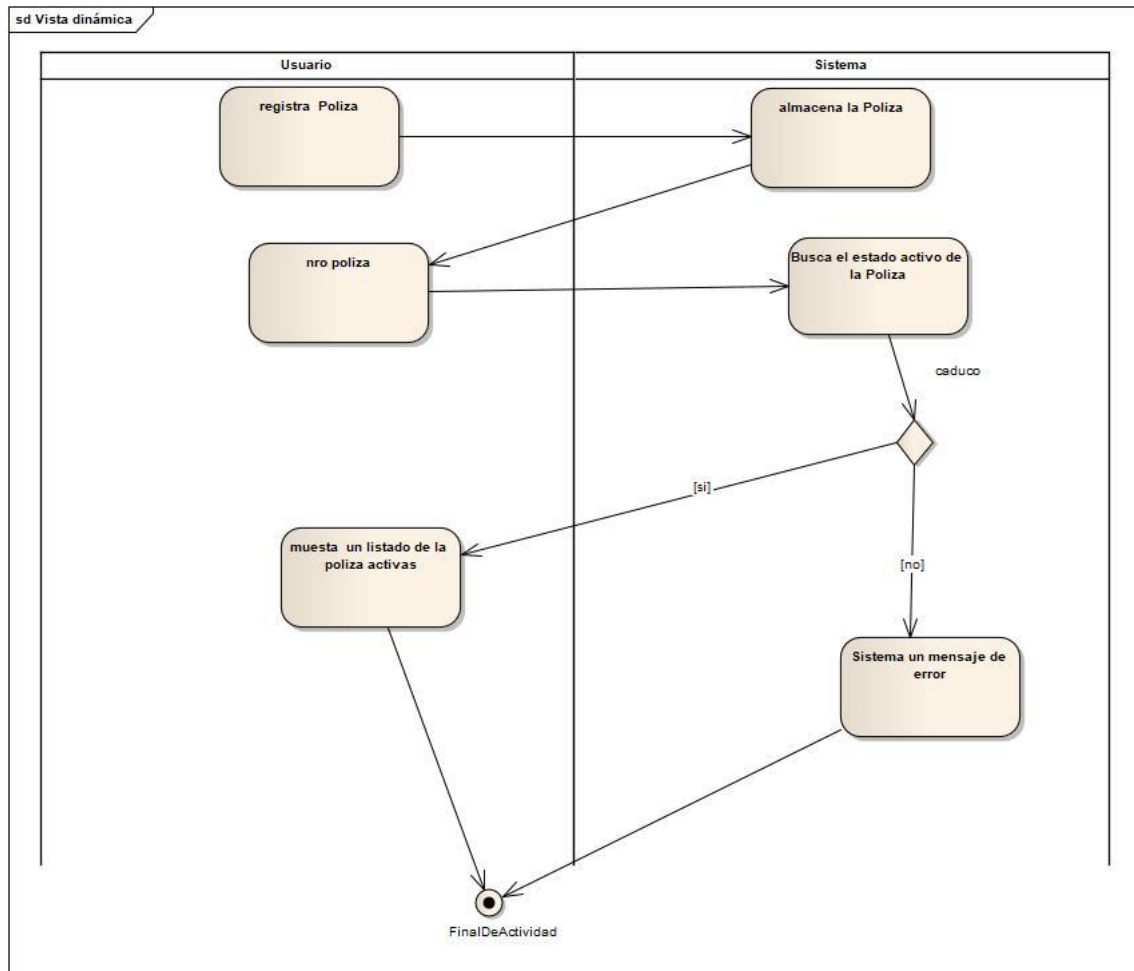 sd Vista dinámica
Usuario
Sistema
registra Poliza
almacena la Poliza
nro poliza
Busca el estado activo de
la Poliza
caduco
[si]
muesta un listado de la
poliza activas
[no]
Sistema un mensaje de
error
FinalDeActividad